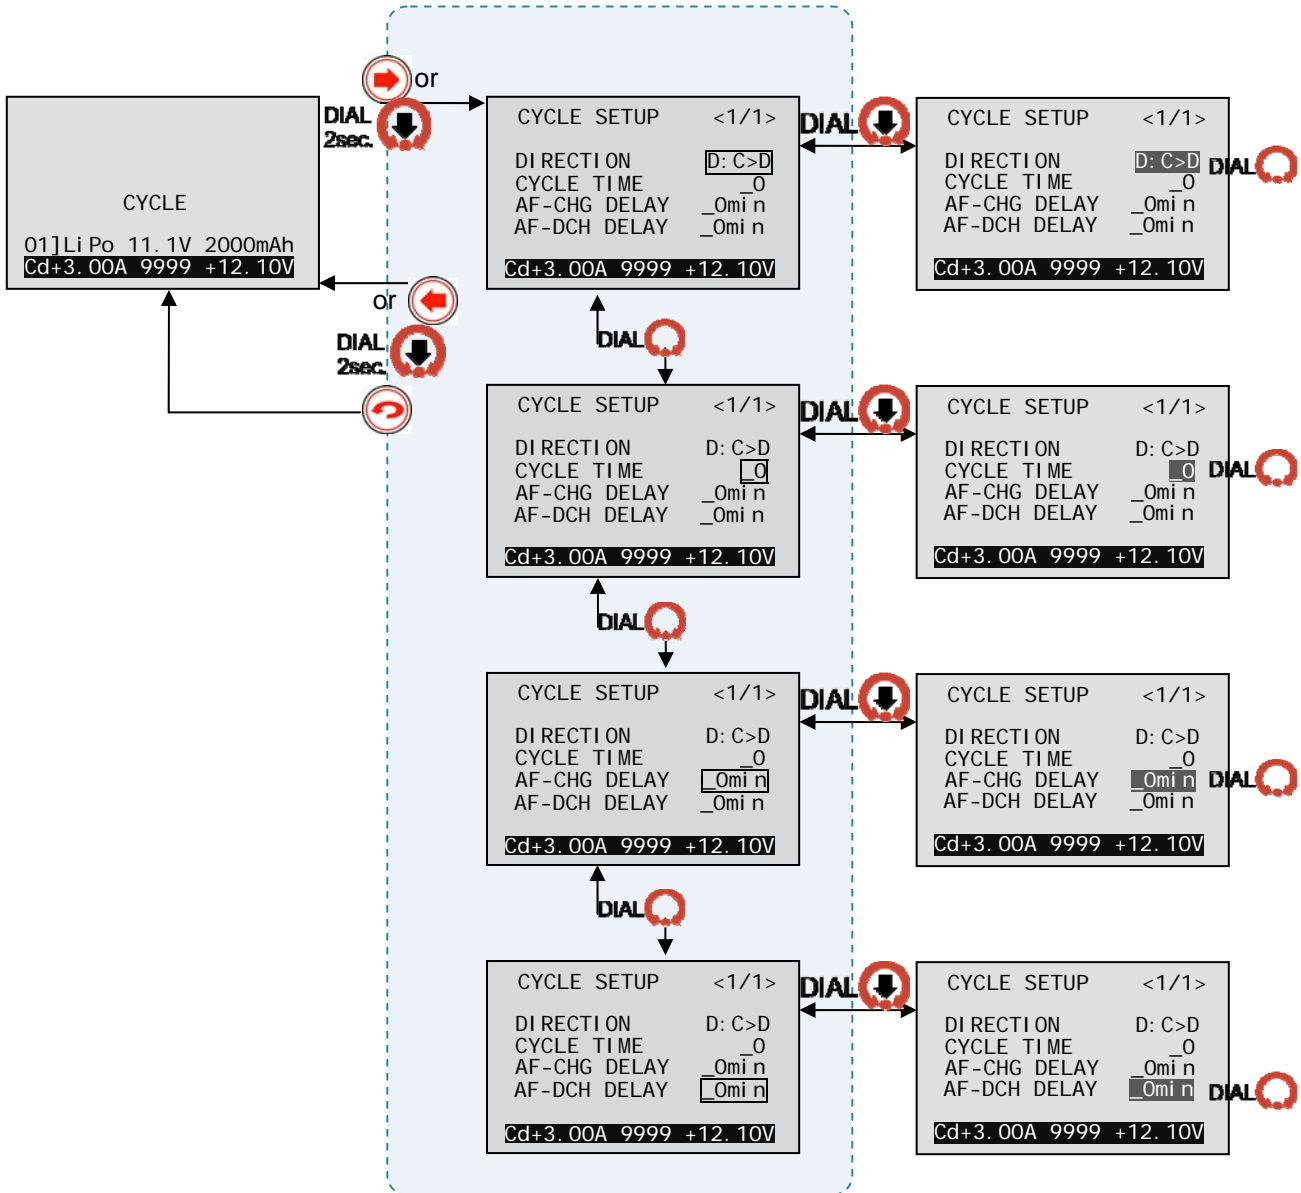 or
DIAL
2sec.
CYCLE
01]LiPo 11.1V 2000mAh
Cd+3.00A 9999 +12.10V
or
DIAL
2sec.
CYCLE SETUP <1/1>
DIRECTION D:C>D
CYCLE TIME _0
AF-CHG DELAY _0min
AF-DCH DELAY _0min
Cd+3.00A 9999 +12.10V
DIAL
CYCLE SETUP <1/1>
DIRECTION D:C>D
CYCLE TIME _0
AF-CHG DELAY _0min
AF-DCH DELAY _0min
Cd+3.00A 9999 +12.10V
DIAL
DIAL
CYCLE SETUP <1/1>
DIRECTION D:C>D
CYCLE TIME _0
AF-CHG DELAY _0min
AF-DCH DELAY _0min
Cd+3.00A 9999 +12.10V
DIAL
CYCLE SETUP <1/1>
DIRECTION D:C>D
CYCLE TIME _0
AF-CHG DELAY _0min
AF-DCH DELAY _0min
Cd+3.00A 9999 +12.10V
DIAL
DIAL
CYCLE SETUP <1/1>
DIRECTION D:C>D
CYCLE TIME _0
AF-CHG DELAY _0min
AF-DCH DELAY _0min
Cd+3.00A 9999 +12.10V
DIAL
CYCLE SETUP <1/1>
DIRECTION D:C>D
CYCLE TIME _0
AF-CHG DELAY _0min
AF-DCH DELAY _0min
Cd+3.00A 9999 +12.10V
DIAL
DIAL
CYCLE SETUP <1/1>
DIRECTION D:C>D
CYCLE TIME _0
AF-CHG DELAY _0min
AF-DCH DELAY _0min
Cd+3.00A 9999 +12.10V
DIAL
CYCLE SETUP <1/1>
DIRECTION D:C>D
CYCLE TIME _0
AF-CHG DELAY _0min
AF-DCH DELAY _0min
Cd+3.00A 9999 +12.10V
DIAL